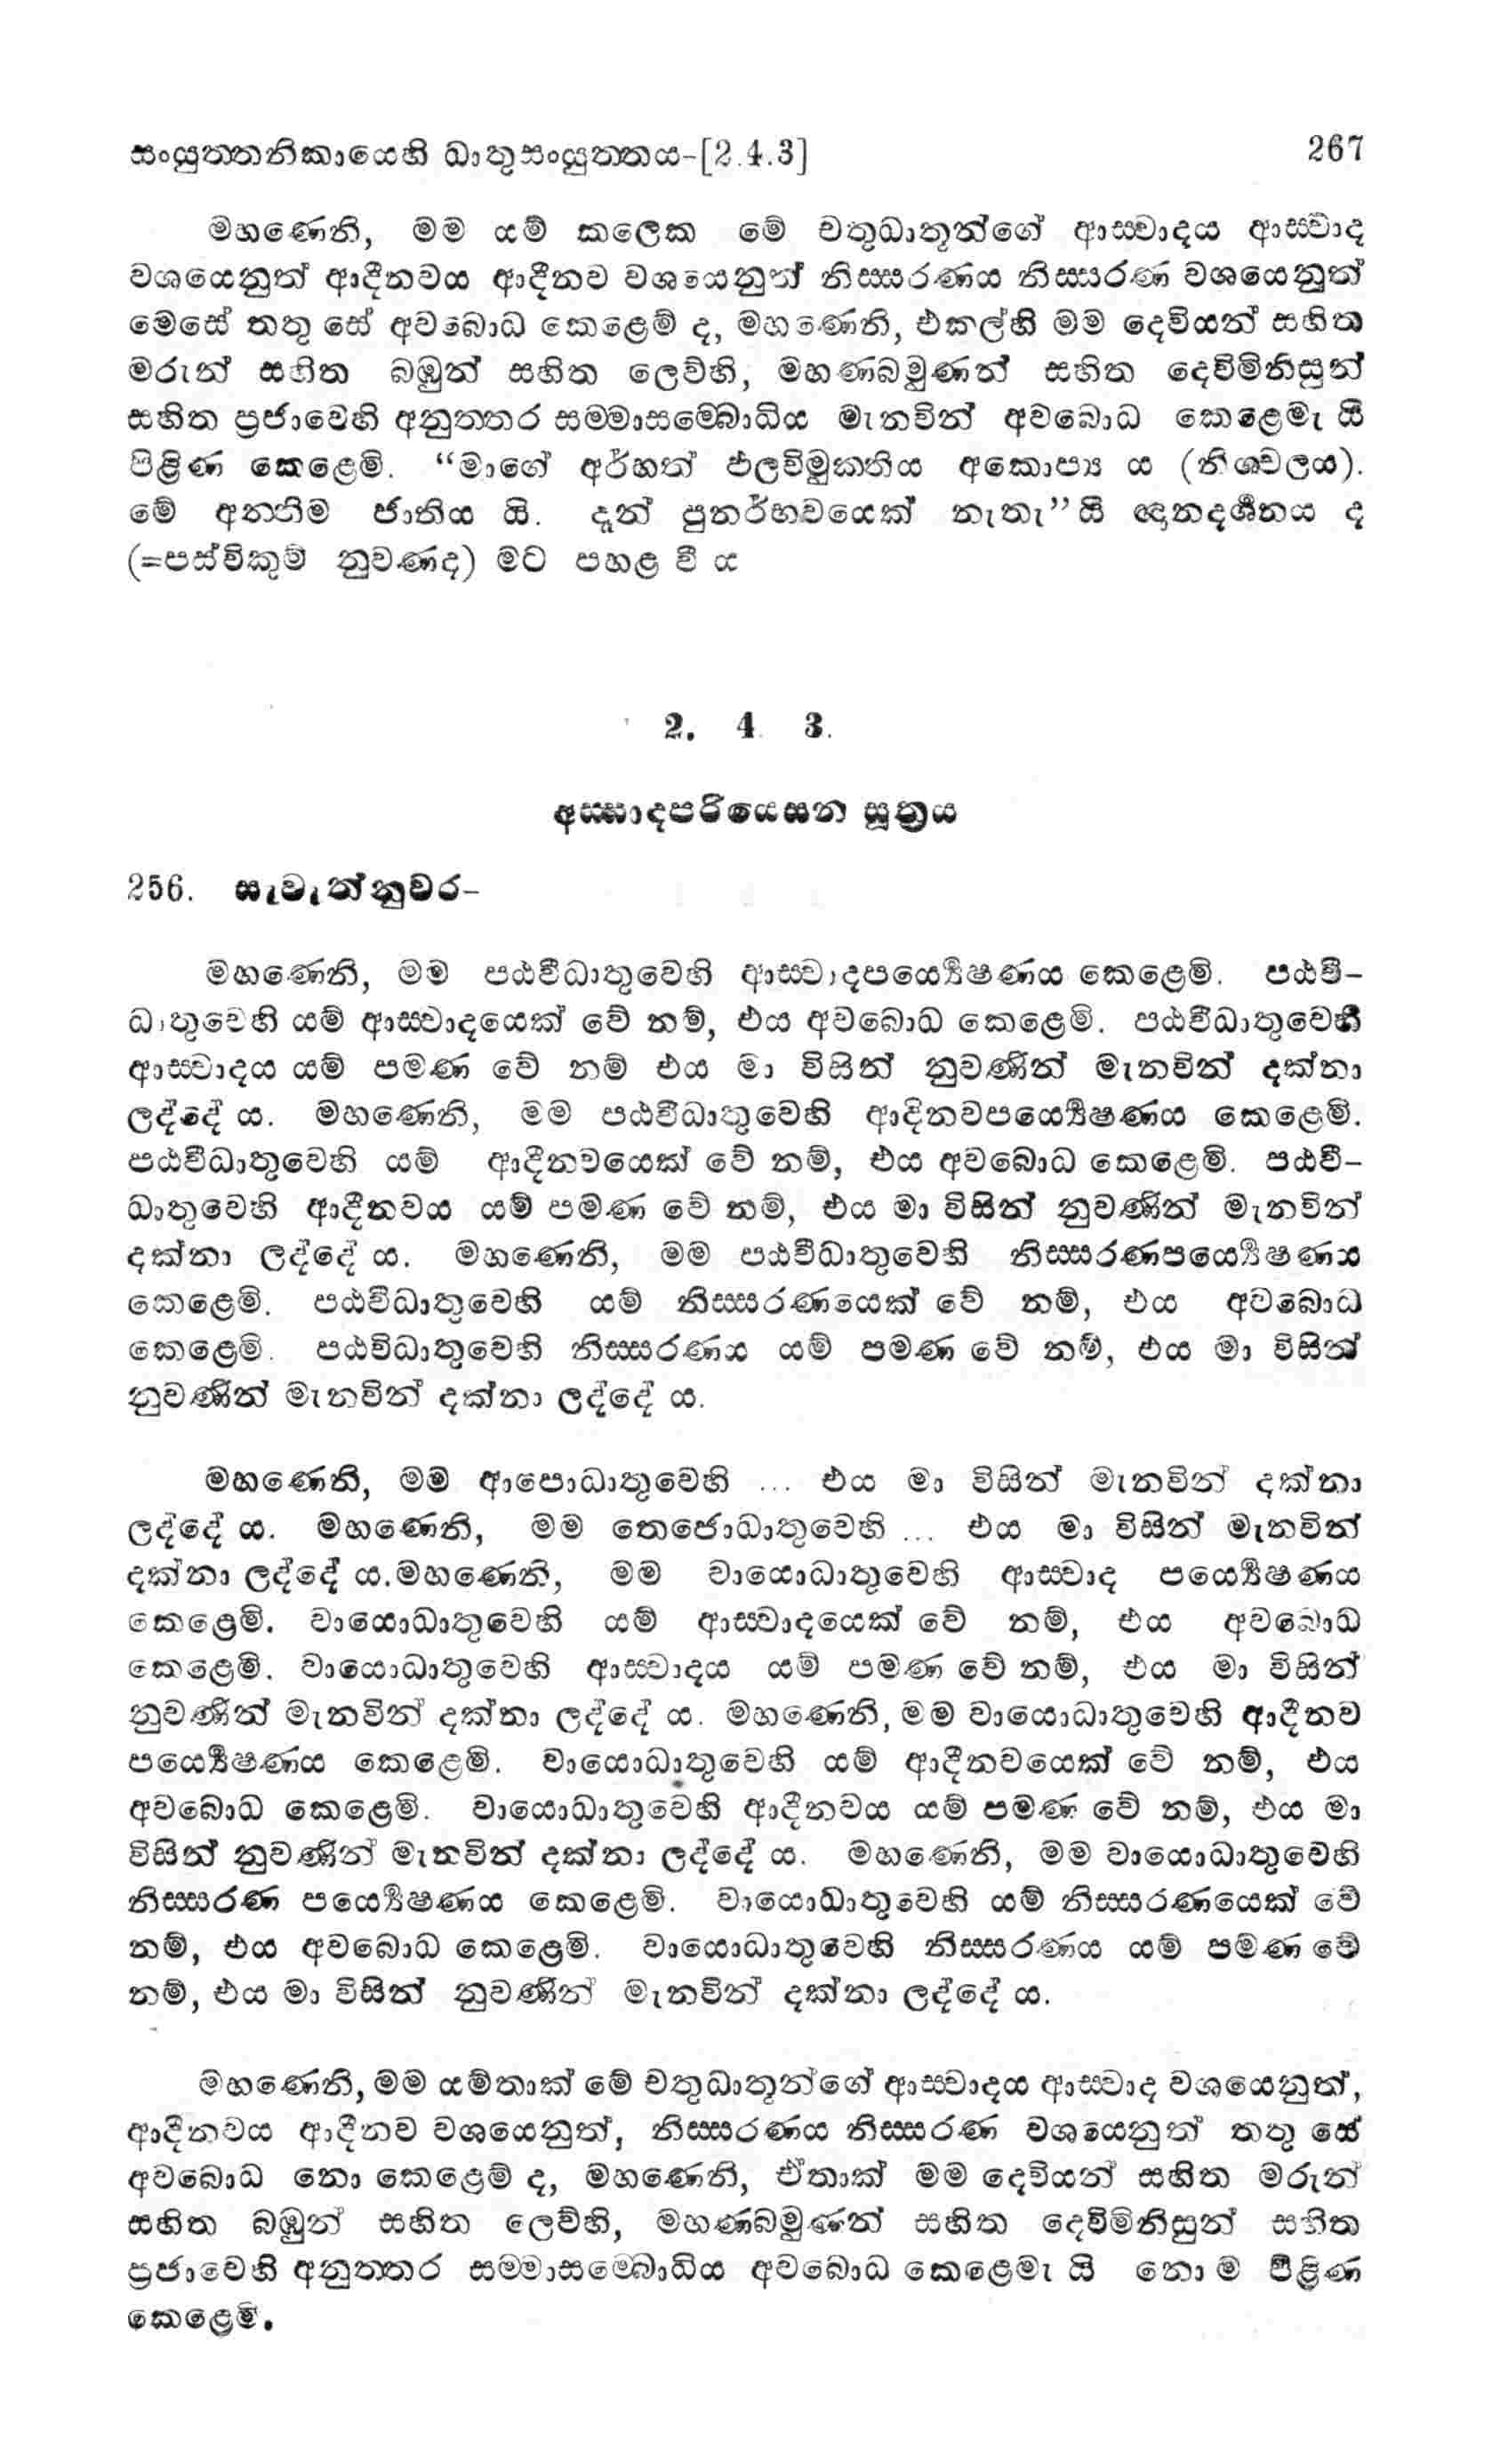 සංයුත්තනිකායෙහි ධාතුසංයුත්තය-[2.4.3] 267
මහණෙනි, මම යම් කලෙක මේ චතුධාතූන්ගේ ආස්වාදය ආස්වාද
වශයෙනුත් ආදීනවය ආදීනව වශයෙනුත් නිස්සරණය නිස්සරණ වශයෙනුත්
මෙසේ තතු සේ අවබොධ කෙළෙම් ද, මහණෙනි, එකල්හි මම දෙවියන් සහිත
මරුන් සහිත බඹුන් සහිත ලෙව්හි, මහණබමුණන් සහිත දෙව්මිනිසුන්
සහිත ප්‍රජාවෙහි අනුත්තර සම්මාසම්බොධිය මැනවින් අවබොධ කෙළෙමැ යි
පිළිණ කෙළෙමි. “මාගේ අර්හත් ඵලවිමුක්තිය අකොප්‍ය ය (නිශ්චලය).
මේ අන්තිම ජාතිය යි. දැන් පුනර්භවයෙක් නැතැ”යි ඥානදර්‍ශනය ද
(=පස්විකුම් නුවණද) මට පහළ වී ය
2. 4. 3.
අස්සාදපරියෙසන සූත්‍රය
256. සැවැත්නුවර-
මහණෙනි, මම පඨවීධාතුවෙහි ආස්වාදපර්‍ය්‍යෙෂණය කෙළෙමි. පඨවී-
ධාතුවෙහි යම් ආස්වාදයෙක් වේ නම්, එය අවබොධ කෙළෙමි. පඨවීධාතුවෙහි
ආස්වාදය යම් පමණ වේ නම් එය මා විසින් නුවණින් මැනවින් දක්නා
ලද්දේ ය. මහණෙනි, මම පඨවීධාතුවෙහි ආදිනවපර්‍ය්‍යෙෂණය කෙළෙමි.
පඨවීධාතුවෙහි යම් ආදීනවයෙක් වේ නම්, එය අවබොධ කෙළෙමි. පඨවී-
ධාතුවෙහි ආදීනවය යම් පමණ වේ නම්, එය මා විසින් නුවණින් මැනවින්
දක්නා ලද්දේ ය. මහණෙනි, මම පඨවීධාතුවෙහි නිස්සරණපර්‍ය්‍යෙෂණය
කෙළෙමි. පඨවීධාතුවෙහි යම් නිස්සරණයෙක් වේ නම්, එය අවබොධ
කෙළෙමි. පඨවිධාතුවෙහි නිස්සරණය යම් පමණ වේ නම්, එය මා විසින්
නුවණින් මැනවින් දක්නා ලද්දේ ය.
මහණෙනි, මම ආපොධාතුවෙහි ... එය මා විසින් මැනවින් දක්නා
ලද්දේ ය. මහණෙනි, මම තෙජොධාතුවෙහි ... එය මා විසින් මැනවින්
දක්නා ලද්දේ ය.මහණෙනි, මම වායොධාතුවෙහි ආස්වාද පර්‍ය්‍යෙෂණය
කෙළෙමි. වායොධාතුවෙහි යම් ආස්වාදයෙක් වේ නම්, එය අවබොධ
කෙළෙමි. වායොධාතුවෙහි ආස්වාදය යම් පමණ වේ නම්, එය මා විසින්
නුවණින් මැනවින් දක්නා ලද්දේ ය. මහණෙනි, මම වායොධාතුවෙහි ආදීනව
පර්‍ය්‍යෙෂණය කෙළෙමි. වායොධාතුවෙහි යම් ආදීනවයෙක් වේ නම්, එය
අවබොධ කෙළෙමි. වායොධාතුවෙහි ආදීනවය යම් පමණ වේ නම්, එය මා
විසින් නුවණින් මැනවින් දක්නා ලද්දේ ය. මහණෙනි, මම වායොධාතුවෙහි
නිස්සරණ පර්‍ය්‍යෙෂණය කෙළෙමි. වායොධාතුවෙහි යම් නිස්සරණයෙක් වේ
නම්, එය අවබොධ කෙළෙමි. වායොධාතුවෙහි නිස්සරණය යම් පමණ වේ
නම්, එය මා විසින් නුවණින් මැනවින් දක්නා ලද්දේ ය.
මහණෙනි, මම යම්තාක් මේ චතුධාතූන්ගේ ආස්වාදය ආස්වාද වශයෙනුත්,
ආදීනවය ආදීනව වශයෙනුත්, නිස්සරණය නිස්සරණ වශයෙනුත් තතු සේ
අවබොධ නො කෙළෙම් ද, මහණෙනි, ඒතාක් මම දෙවියන් සහිත මරුන්
සහිත බඹුන් සහිත ලෙව්හි, මහණබමුණන් සහිත දෙව්මිනිසුන් සහිත
ප්‍රජාවෙහි අනුත්තර සම්මාසම්බොධිය අවබොධ කෙළෙමැ යි නො ම පිළිණ
කෙළෙමි.